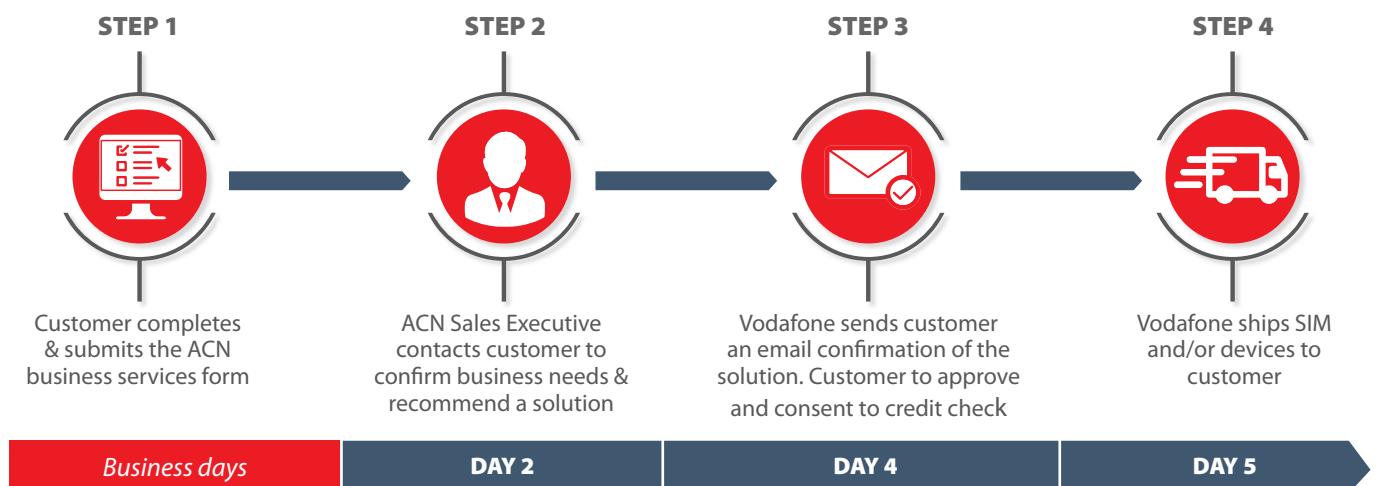 STEP 1
STEP 2
STEP 3
STEP 4
Customer completes
& submits the ACN
business services form
ACN Sales Executive
contacts customer to
confirm business needs &
recommend a solution
Vodafone sends customer
an email confirmation of the
solution. Customer to approve
and consent to credit check
Vodafone ships SIM
and/or devices to
customer
Business days
DAY 2
DAY 4
DAY 5